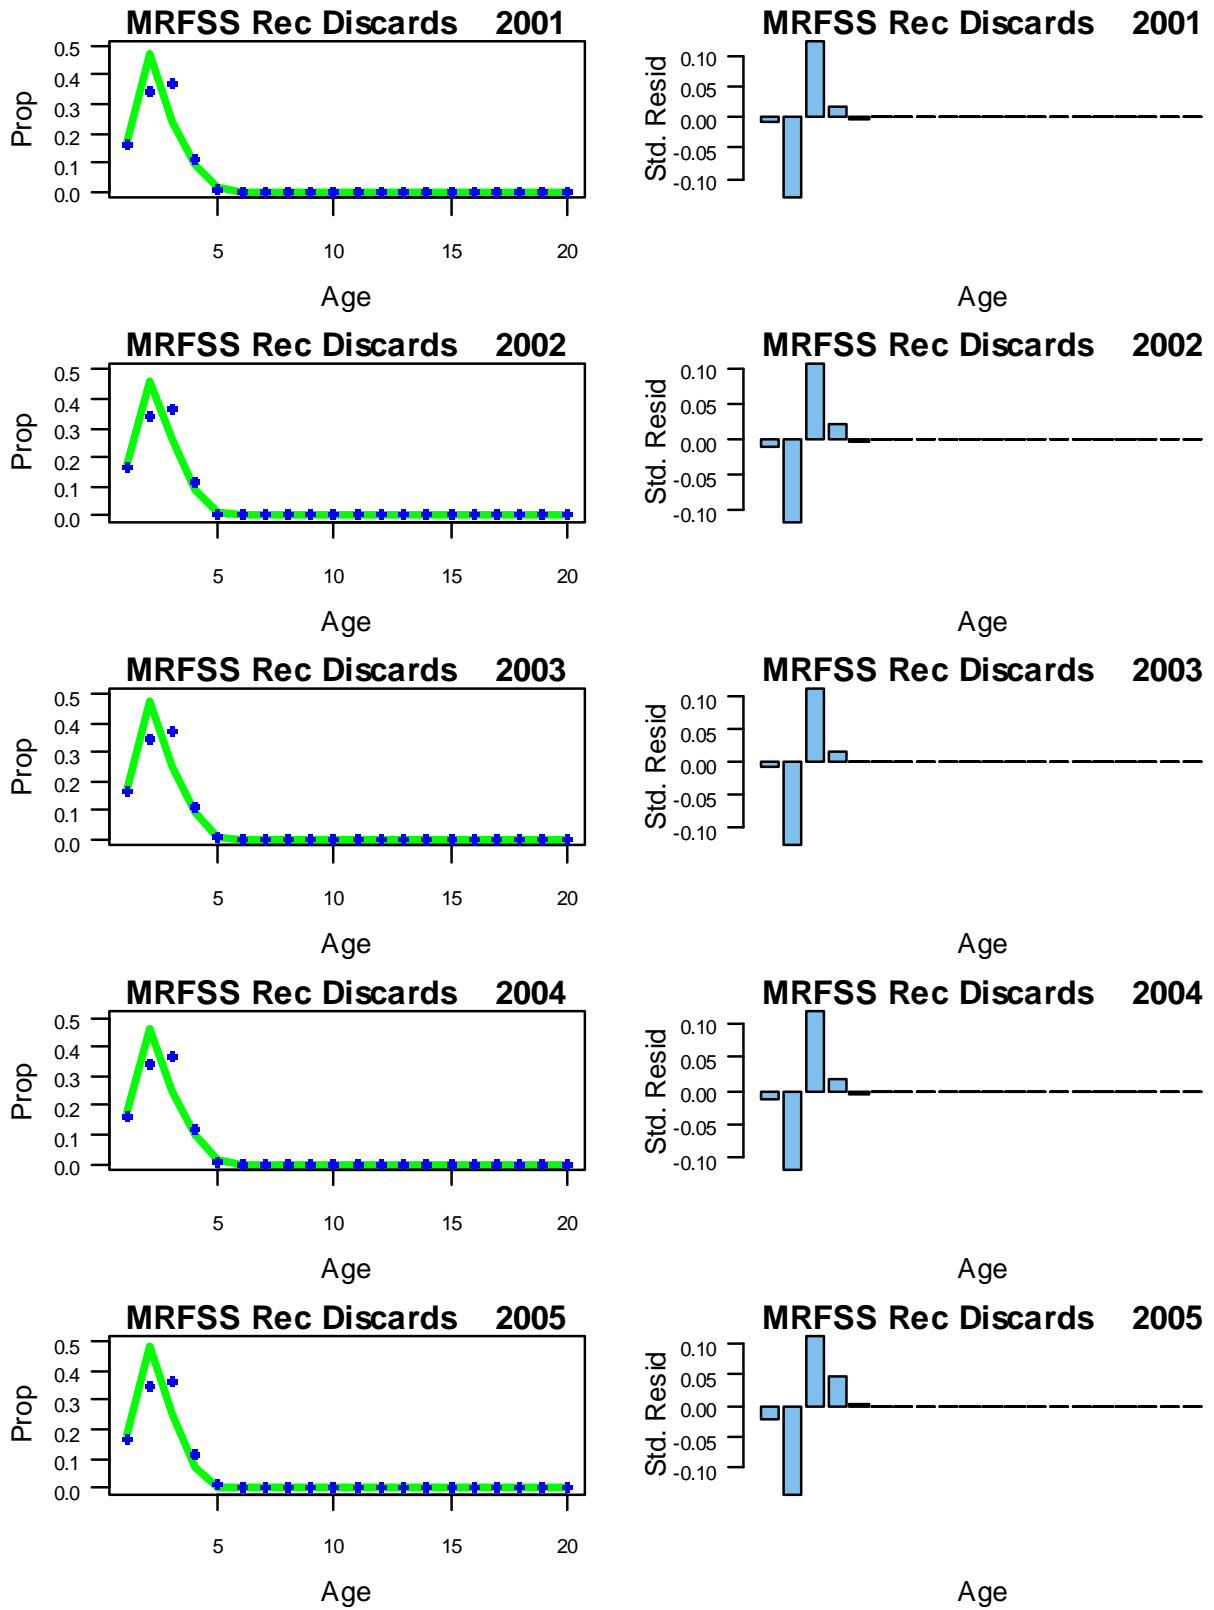 MRFSS Rec Discards 2001
Prop
0.5
0.4
0.3
0.2
0.1
0.0
5 10 15 20
Age
MRFSS Rec Discards 2001
Std. Resid
0.10
0.05
0.00
-0.05
-0.10
Age
MRFSS Rec Discards 2002
Prop
0.5
0.4
0.3
0.2
0.1
0.0
5 10 15 20
Age
MRFSS Rec Discards 2002
Std. Resid
0.10
0.05
0.00
-0.05
-0.10
Age
MRFSS Rec Discards 2003
Prop
0.5
0.4
0.3
0.2
0.1
0.0
5 10 15 20
Age
MRFSS Rec Discards 2003
Std. Resid
0.10
0.05
0.00
-0.05
-0.10
Age
MRFSS Rec Discards 2004
Prop
0.5
0.4
0.3
0.2
0.1
0.0
5 10 15 20
Age
MRFSS Rec Discards 2004
Std. Resid
0.10
0.05
0.00
-0.05
-0.10
Age
MRFSS Rec Discards 2005
Prop
0.5
0.4
0.3
0.2
0.1
0.0
5 10 15 20
Age
MRFSS Rec Discards 2005
Std. Resid
0.10
0.05
0.00
-0.05
-0.10
Age